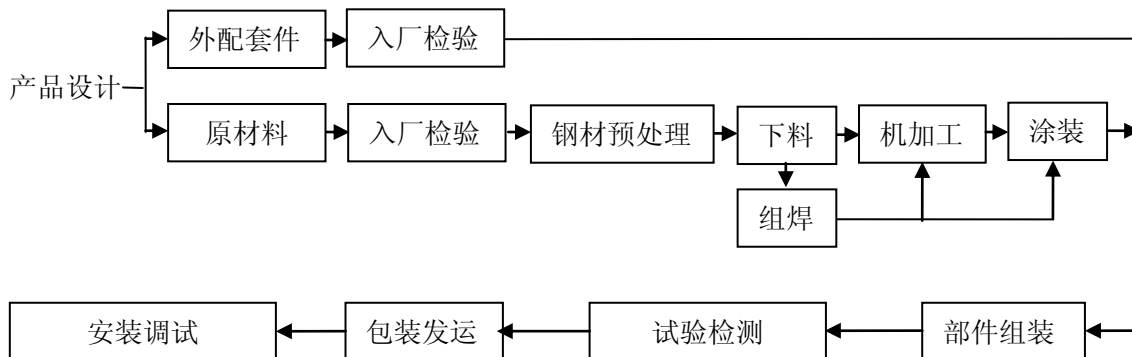 外配套件 入厂检验
产品设计
原材料 入厂检验 钢材预处理 下料 机加工 涂装
组焊
安装调试 包装发运 试验检测 部件组装